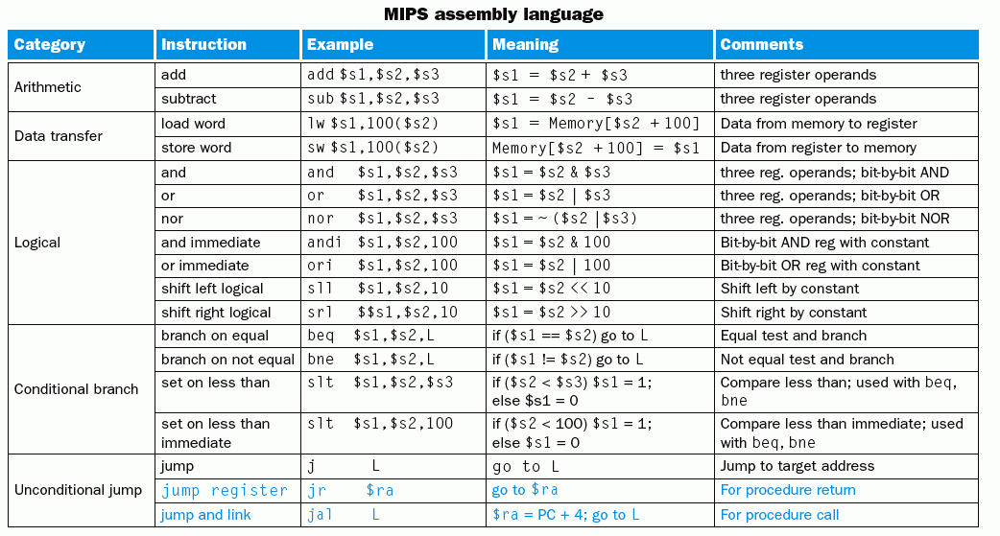 MIPS assembly language
Category Instruction Example Meaning Comments
Arithmetic
add add $s1,$s2,$s3 $s1 = $s2 + $s3 three register operands
subtract sub $s1,$s2,$s3 $s1 = $s2 - $s3 three register operands
Data transfer
load word lw $s1,100($s2) $s1 = Memory[$s2 +100] Data from memory to register
store word sw $s1,100($s2) Memory[$s2 +100] = $s1 Data from register to memory
Logical
and and $s1,$s2,$s3 $s1 = $s2 & $s3 three reg. operands; bit-by-bit AND
or or $s1,$s2,$s3 $s1 = $s2 | $s3 three reg. operands; bit-by-bit OR
nor nor $s1,$s2,$s3 $s1 = ~ ($s2 |$s3) three reg. operands; bit-by-bit NOR
and immediate andi $s1,$s2,100 $s1 = $s2 & 100 Bit-by-bit AND reg with constant
or immediate ori $s1,$s2,100 $s1 = $s2 | 100 Bit-by-bit OR reg with constant
shift left logical sll $s1,$s2,10 $s1 = $s2 << 10 Shift left by constant
shift right logical srl $$s1,$s2,10 $s1 = $s2 >> 10 Shift right by constant
Conditional branch
branch on equal beq $s1,$s2,L if ($s1 == $s2) go to L Equal test and branch
branch on not equal bne $s1,$s2,L if ($s1 != $s2) go to L Not equal test and branch
set on less than slt $s1,$s2,$s3 if ($s2 < $s3) $s1 = 1; Compare less than; used with beq,
else $s1 = 0 bne
set on less than slt $s1,$s2,100 if ($s2 < 100) $s1 = 1; Compare less than immediate; used
immediate else $s1 = 0 with beq, bne
Unconditional jump
jump j L go to L Jump to target address
jump register jr $ra go to $ra For procedure return
jump and link jal L $ra = PC + 4; go to L For procedure call